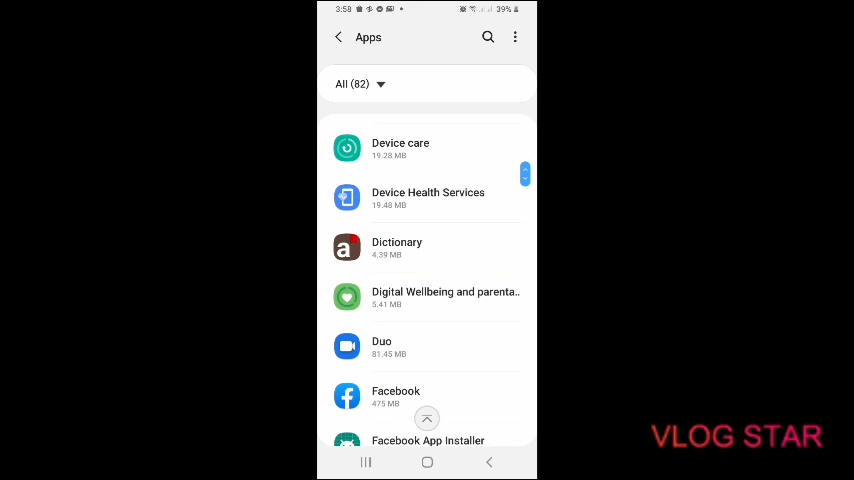 3:58
39%
Apps
All (82)
Device care
19.28 MB
Device Health Services
19.48 MB
a
Dictionary
4.39 MB
Digital Wellbeing and parenta..
5.41 MB
Duo
81.45 MB
Facebook
475 MB
Facebook App Installer
VLOG STAR